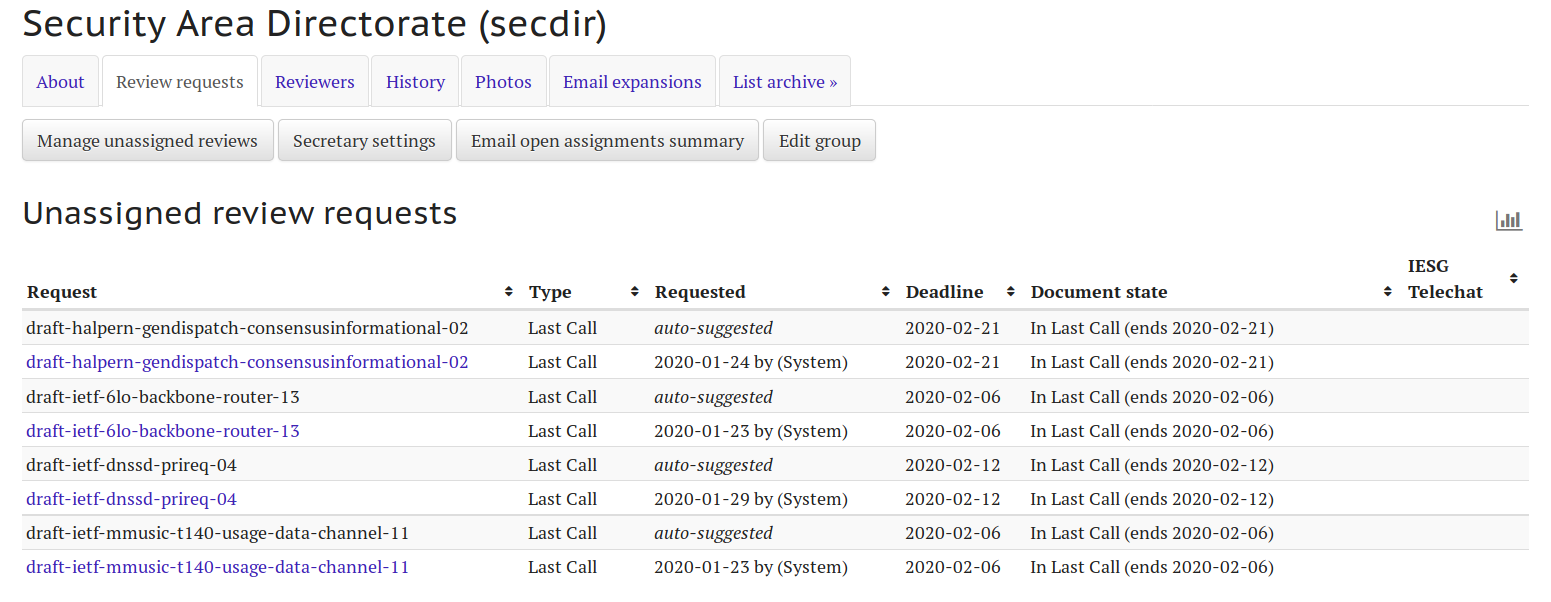 Security Area Directorate (secdir)
About Review requests Reviewers History Photos Email expansions List archive »
Manage unassigned reviews Secretary settings Email open assignments summary Edit group
Unassigned review requests
Request Type Requested Deadline Document state IESG Telechat
draft-halpern-gendispatch-consensusinformational-02 Last Call auto-suggested 2020-02-21 In Last Call (ends 2020-02-21)
draft-halpern-gendispatch-consensusinformational-02 Last Call 2020-01-24 by (System) 2020-02-21 In Last Call (ends 2020-02-21)
draft-ietf-6lo-backbone-router-13 Last Call auto-suggested 2020-02-06 In Last Call (ends 2020-02-06)
draft-ietf-6lo-backbone-router-13 Last Call 2020-01-23 by (System) 2020-02-06 In Last Call (ends 2020-02-06)
draft-ietf-dnssd-prireq-04 Last Call auto-suggested 2020-02-12 In Last Call (ends 2020-02-12)
draft-ietf-dnssd-prireq-04 Last Call 2020-01-29 by (System) 2020-02-12 In Last Call (ends 2020-02-12)
draft-ietf-mmusic-t140-usage-data-channel-11 Last Call auto-suggested 2020-02-06 In Last Call (ends 2020-02-06)
draft-ietf-mmusic-t140-usage-data-channel-11 Last Call 2020-01-23 by (System) 2020-02-06 In Last Call (ends 2020-02-06)